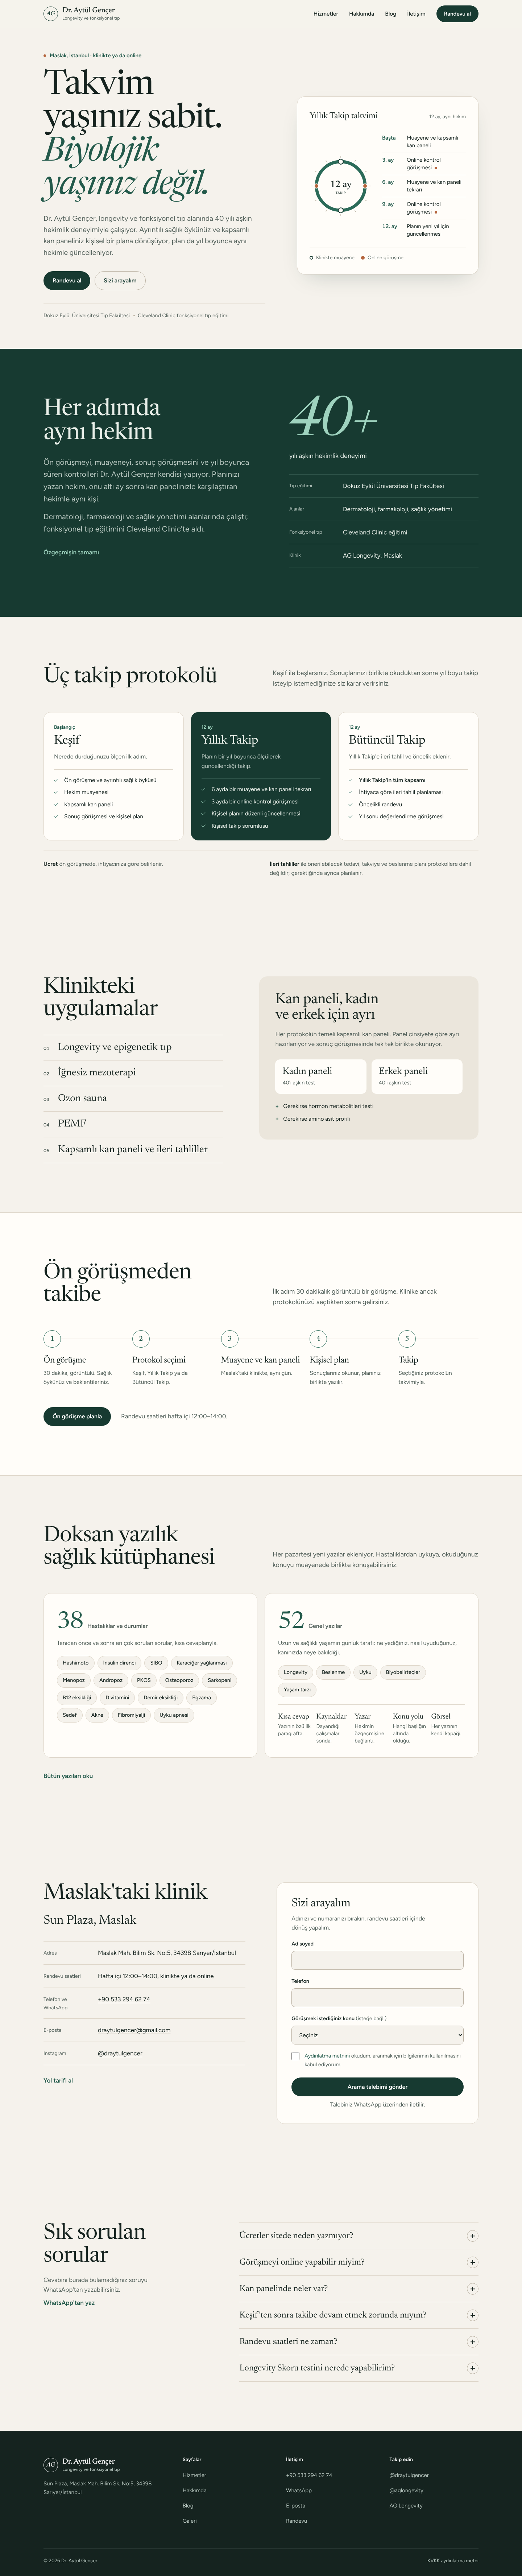 AG
Dr. Aytül Gençer
Longevity ve fonksiyonel tıp
Hizmetler
Hakkımda
Blog
İletişim
Randevu al
Maslak, İstanbul · klinikte ya da online
Takvim
yaşınız sabit.
Biyolojik
yaşınız değil.
Dr. Aytül Gençer, longevity ve fonksiyonel tıp alanında 40 yılı aşkın
hekimlik deneyimiyle çalışıyor. Ayrıntılı sağlık öykünüz ve kapsamlı
kan paneliniz kişisel bir plana dönüşüyor, plan da yıl boyunca aynı
hekimle güncelleniyor.
Randevu al
Sizi arayalım
Dokuz Eylül Üniversitesi Tıp Fakültesi · Cleveland Clinic fonksiyonel tıp eğitimi
Yıllık Takip takvimi
12 ay, aynı hekim
12 ay
TAKİP
Başta
Muayene ve kapsamlı
kan paneli
3. ay
Online kontrol
görüşmesi
6. ay
Muayene ve kan paneli
tekrarı
9. ay
Online kontrol
görüşmesi
12. ay
Planın yeni yıl için
güncellenmesi
Klinikte muayene
Online görüşme
Her adımda
aynı hekim
Ön görüşmeyi, muayeneyi, sonuç görüşmesini ve yıl boyunca
süren kontrolleri Dr. Aytül Gençer kendisi yapıyor. Planınızı
yazan hekim, onu altı ay sonra kan panelinizle karşılaştıran
hekimle aynı kişi.
Dermatoloji, farmakoloji ve sağlık yönetimi alanlarında çalıştı;
fonksiyonel tıp eğitimini Cleveland Clinic'te aldı.
Özgeçmişin tamamı
40+
yılı aşkın hekimlik deneyimi
Tıp eğitimi
Dokuz Eylül Üniversitesi Tıp Fakültesi
Alanlar
Dermatoloji, farmakoloji, sağlık yönetimi
Fonksiyonel tıp
Cleveland Clinic eğitimi
Klinik
AG Longevity, Maslak
Üç takip protokolü
Keşif ile başlarsınız. Sonuçlarınızı birlikte okuduktan sonra yıl boyu takip
isteyip istemediğinize siz karar verirsiniz.
Başlangıç
Keşif
Nerede durduğunuzu ölçen ilk adım.
Ön görüşme ve ayrıntılı sağlık öyküsü
Hekim muayenesi
Kapsamlı kan paneli
Sonuç görüşmesi ve kişisel plan
12 ay
Yıllık Takip
Planın bir yıl boyunca ölçülerek
güncellendiği takip.
6 ayda bir muayene ve kan paneli tekrarı
3 ayda bir online kontrol görüşmesi
Kişisel planın düzenli güncellenmesi
Kişisel takip sorumlusu
12 ay
Bütüncül Takip
Yıllık Takip'e ileri tahlil ve öncelik eklenir.
Yıllık Takip'in tüm kapsamı
İhtiyaca göre ileri tahlil planlaması
Öncelikli randevu
Yıl sonu değerlendirme görüşmesi
Ücret ön görüşmede, ihtiyacınıza göre belirlenir.
İleri tahliller ile önerilebilecek tedavi, takviye ve beslenme planı protokollere dahil
değildir; gerektiğinde ayrıca planlanır.
Klinikteki
uygulamalar
01 Longevity ve epigenetik tıp
02 İğnesiz mezoterapi
03 Ozon sauna
04 PEMF
05 Kapsamlı kan paneli ve ileri tahliller
Kan paneli, kadın
ve erkek için ayrı
Her protokolün temeli kapsamlı kan paneli. Panel cinsiyete göre ayrı
hazırlanıyor ve sonuç görüşmesinde tek tek birlikte okunuyor.
Kadın paneli
40'ı aşkın test
Erkek paneli
40'ı aşkın test
+ Gerekirse hormon metabolitleri testi
+ Gerekirse amino asit profili
Ön görüşmeden
takibe
İlk adım 30 dakikalık görüntülü bir görüşme. Klinike ancak
protokolünüzü seçtikten sonra gelirsiniz.
1
Ön görüşme
30 dakika, görüntülü. Sağlık
öykünüz ve beklentileriniz.
2
Protokol seçimi
Keşif, Yıllık Takip ya da
Bütüncül Takip.
3
Muayene ve kan paneli
Maslak'taki klinikte, aynı gün.
4
Kişisel plan
Sonuçlarınız okunur, planınız
birlikte yazılır.
5
Takip
Seçtiğiniz protokolün
takvimiyle.
Ön görüşme planla
Randevu saatleri hafta içi 12:00–14:00.
Doksan yazılık
sağlık kütüphanesi
Her pazartesi yeni yazılar ekleniyor. Hastalıklardan uykuya, okuduğunuz
konuyu muayenede birlikte konuşabilirsiniz.
38 Hastalıklar ve durumlar
Tanıdan önce ve sonra en çok sorulan sorular, kısa cevaplarıyla.
Hashimoto
İnsülin direnci
SIBO
Karaciğer yağlanması
Menopoz
Andropoz
PKOS
Osteoporoz
Sarkopeni
B12 eksikliği
D vitamini
Demir eksikliği
Egzama
Sedef
Akne
Fibromiyalji
Uyku apnesi
52 Genel yazılar
Uzun ve sağlıklı yaşamın günlük tarafı: ne yediğiniz, nasıl uyuduğunuz,
kanınızda neye bakıldığı.
Longevity
Beslenme
Uyku
Biyobelirteçler
Yaşam tarzı
Kısa cevap
Yazının özü ilk
paragrafta.
Kaynaklar
Dayandığı
çalışmalar
sonda.
Yazar
Hekimin
özgeçmişine
bağlantı.
Konu yolu
Hangi başlığın
altında
olduğu.
Görsel
Her yazının
kendi kapağı.
Bütün yazıları oku
Maslak'taki klinik
Sun Plaza, Maslak
Adres
Maslak Mah. Bilim Sk. No:5, 34398 Sarıyer/İstanbul
Randevu saatleri
Hafta içi 12:00–14:00, klinikte ya da online
Telefon ve
WhatsApp
+90 533 294 62 74
E-posta
draytulgencer@gmail.com
Instagram
@draytulgencer
Yol tarifi al
Sizi arayalım
Adınızı ve numaranızı bırakın, randevu saatleri içinde
dönüş yapalım.
Ad soyad
Telefon
Görüşmek istediğiniz konu (isteğe bağlı)
Seçiniz
Aydınlatma metnini okudum, aranmak için bilgilerimin kullanılmasını
kabul ediyorum.
Arama talebimi gönder
Talebiniz WhatsApp üzerinden iletilir.
Sık sorulan
sorular
Cevabını burada bulamadığınız soruyu
WhatsApp'tan yazabilirsiniz.
WhatsApp'tan yaz
Ücretler sitede neden yazmıyor?
Görüşmeyi online yapabilir miyim?
Kan panelinde neler var?
Keşif'ten sonra takibe devam etmek zorunda mıyım?
Randevu saatleri ne zaman?
Longevity Skoru testini nerede yapabilirim?
AG
Dr. Aytül Gençer
Longevity ve fonksiyonel tıp
Sun Plaza, Maslak Mah. Bilim Sk. No:5, 34398
Sarıyer/İstanbul
Sayfalar
Hizmetler
Hakkımda
Blog
Galeri
İletişim
+90 533 294 62 74
WhatsApp
E-posta
Randevu
Takip edin
@draytulgencer
@aglongevity
AG Longevity
© 2026 Dr. Aytül Gençer
KVKK aydınlatma metni